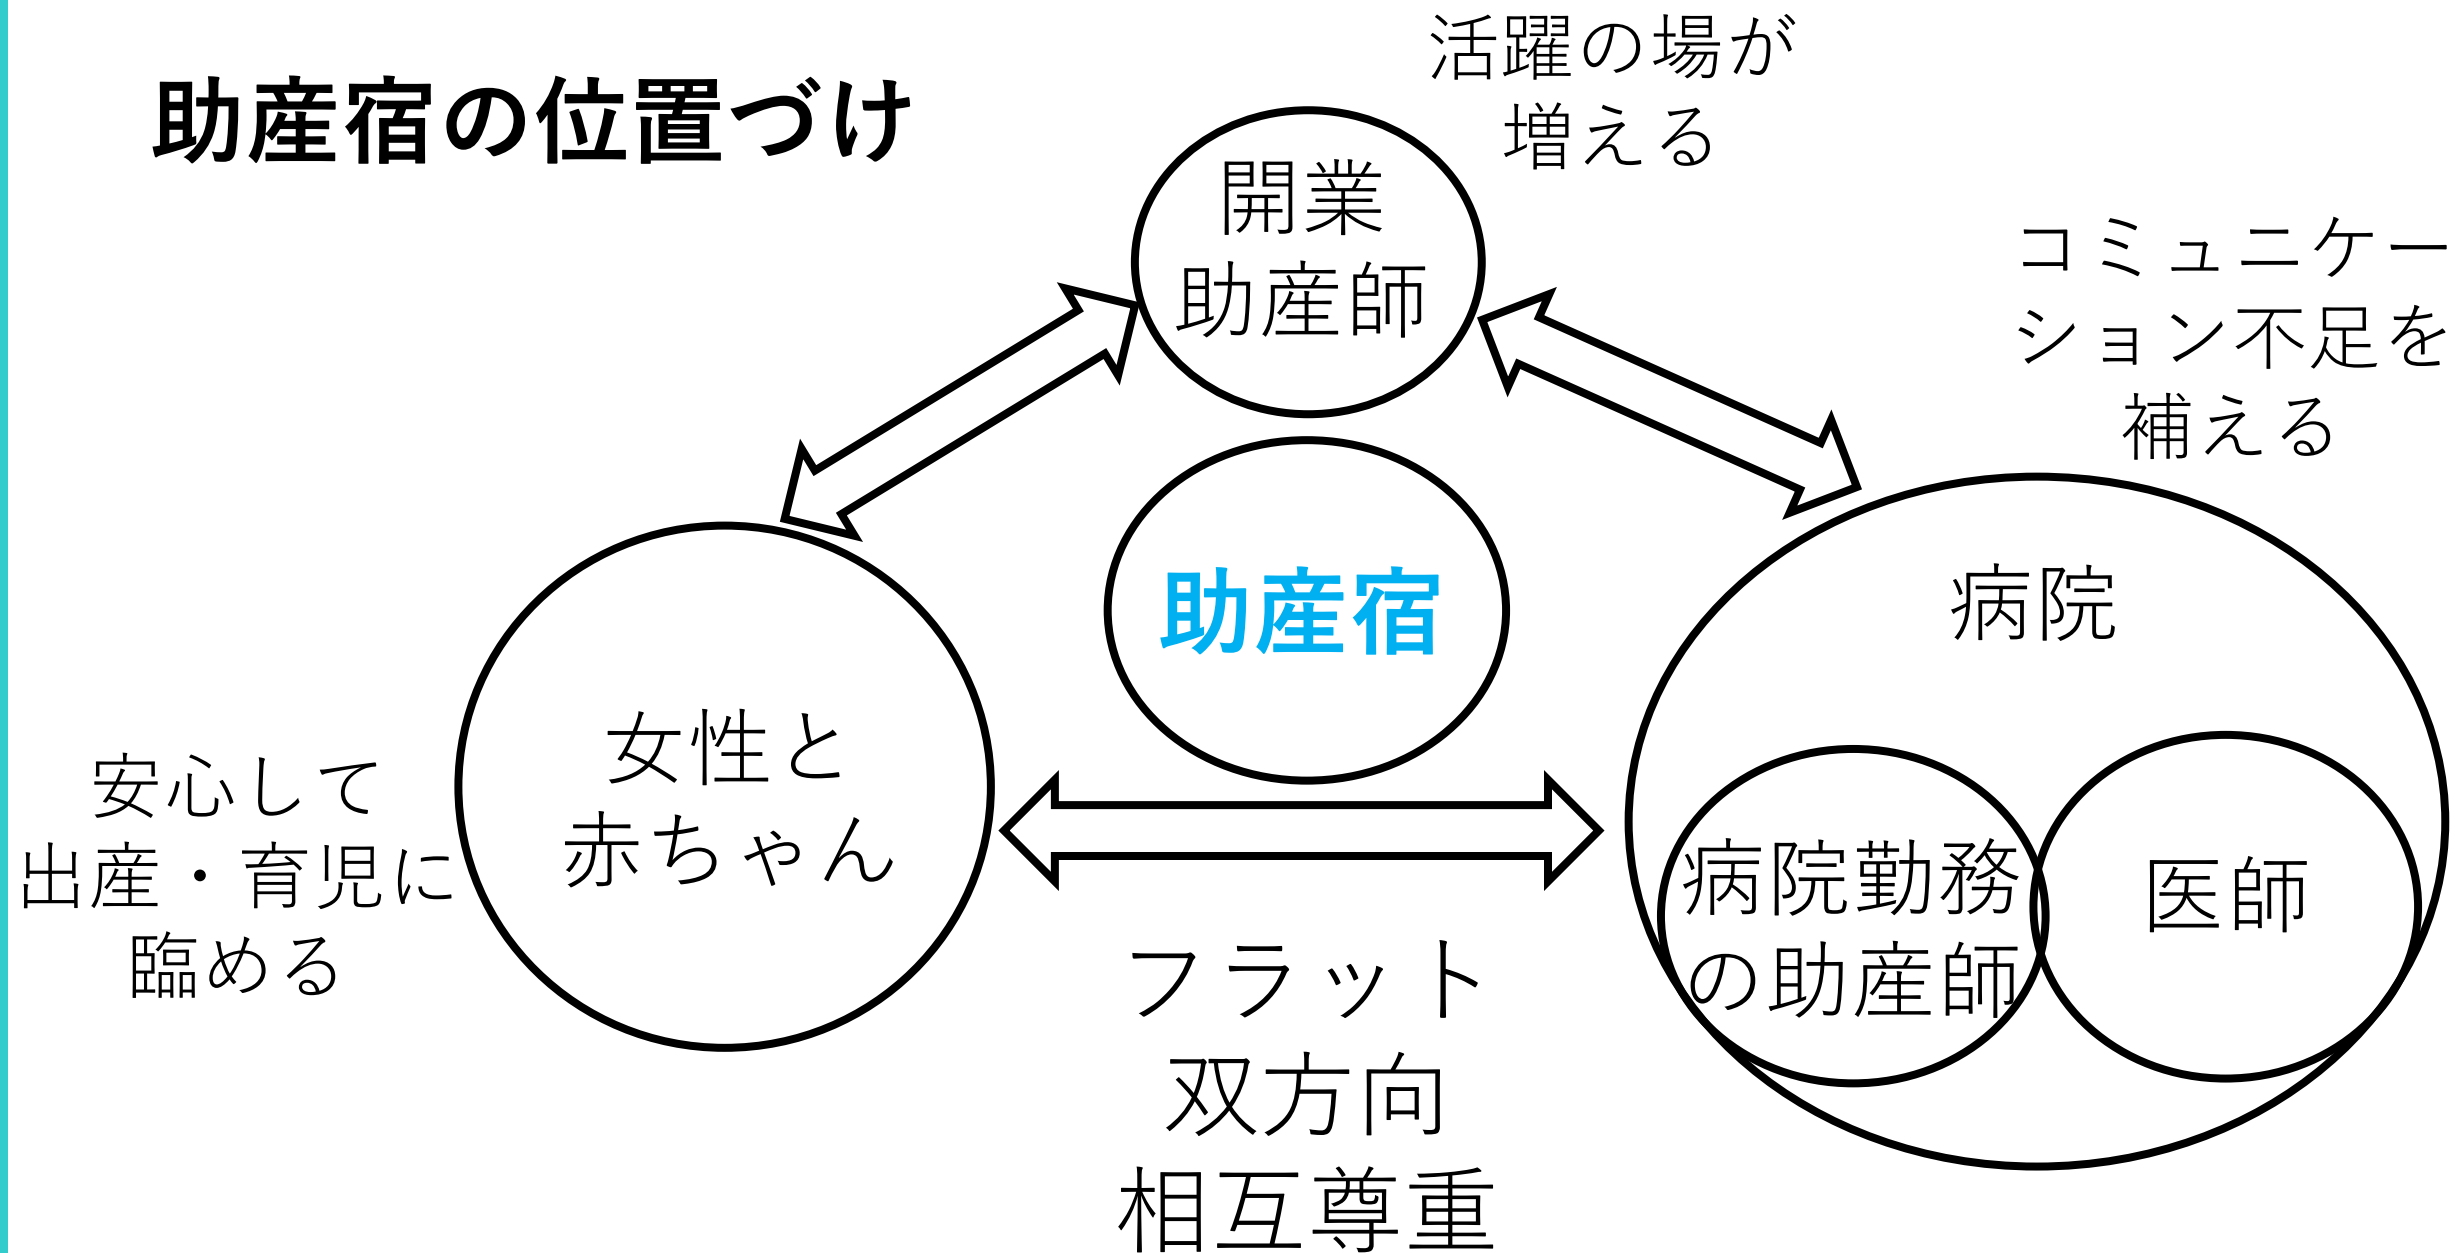 助産宿の位置づけ
活躍の場が
増える
開業
助産師
コミュニケー
ション不足を
補える
助産宿
病院
女性と
赤ちゃん
安心して
出産・育児に
臨める
病院勤務
の助産師
医師
フラット
双方向
相互尊重